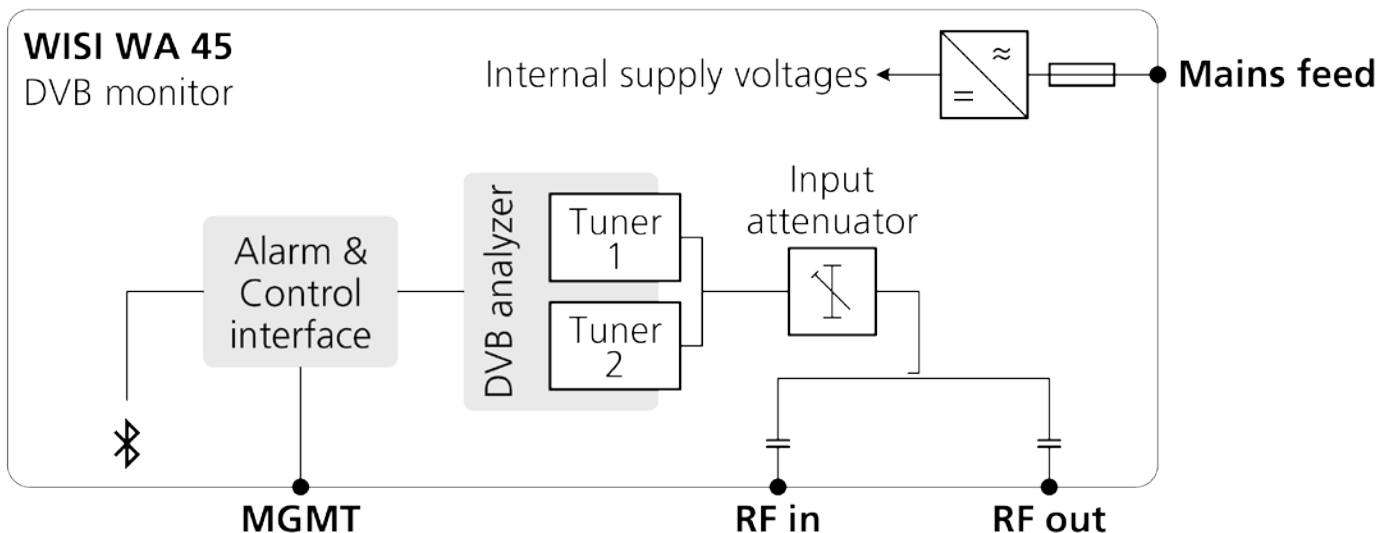 WISI WA 45
DVB monitor
Internal supply voltages
Mains feed
Input
attenuator
DVB analyzer
Tuner
1
Tuner
2
Alarm &
Control
interface
MGMT
RF in
RF out